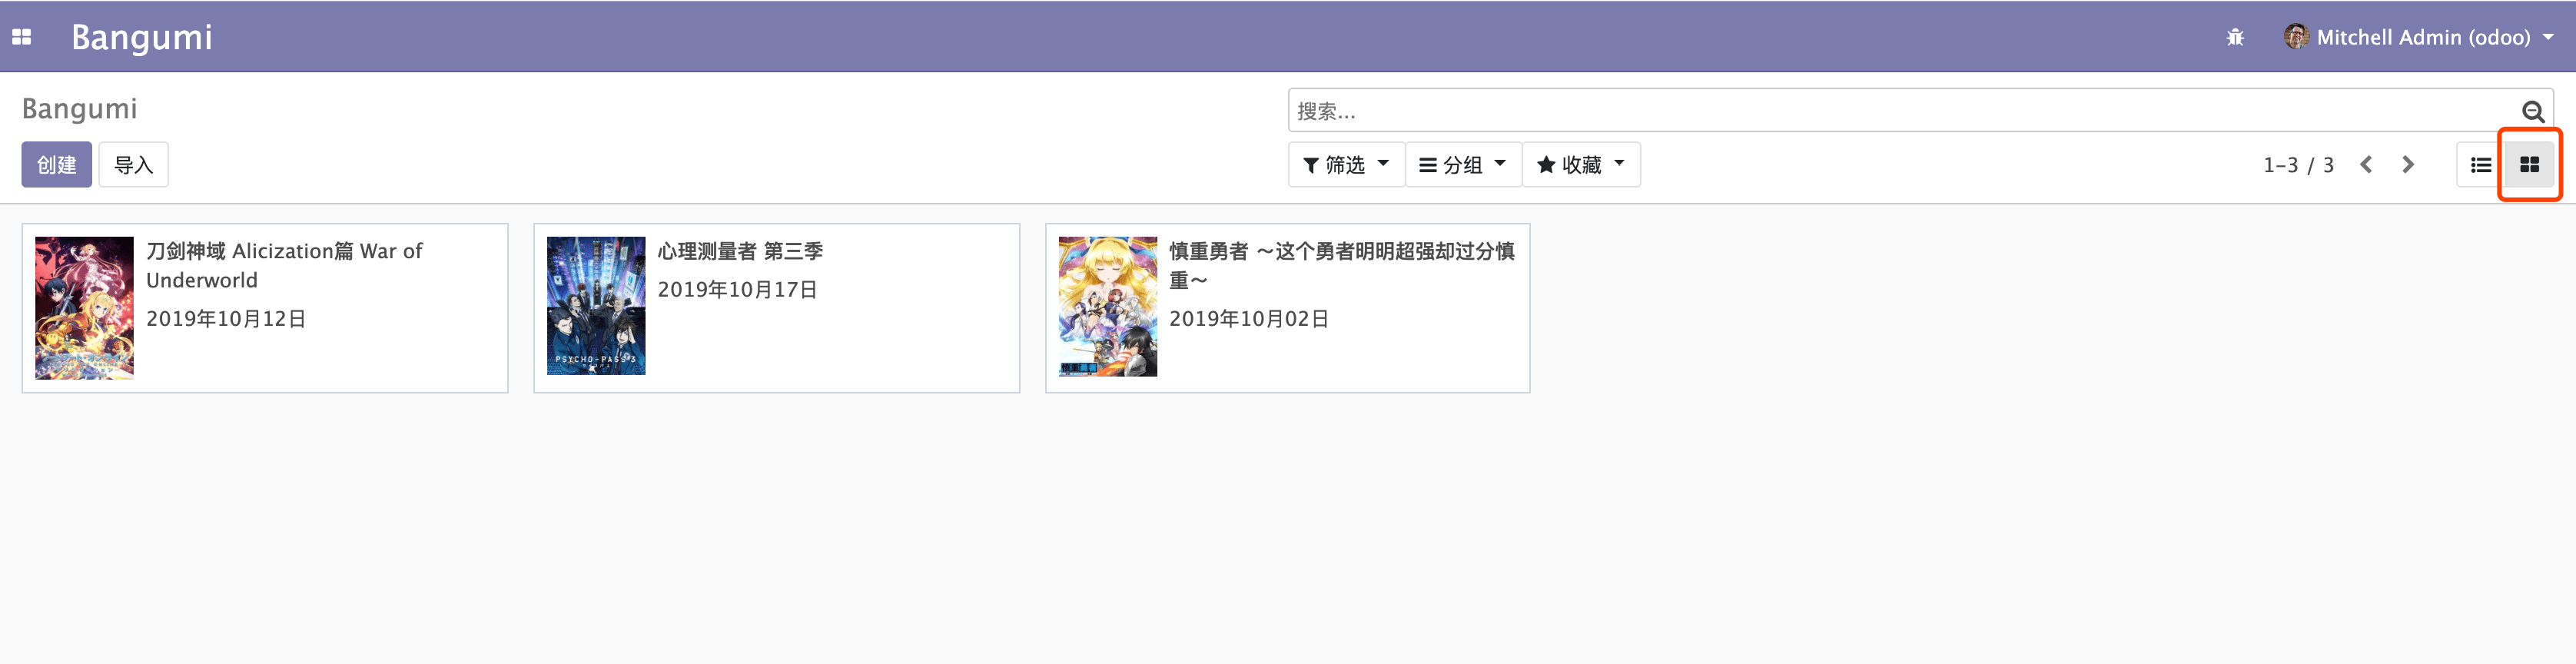 Bangumi
Mitchell Admin (odoo)
Bangumi
搜索...
创建
导入
筛选
分组
收藏
1-3 / 3
刀剑神域 Alicization篇 War of
Underworld
2019年10月12日
心理测量者 第三季
2019年10月17日
PSYCHO-PASS 3
慎重勇者 ～这个勇者明明超强却过分慎
重～
2019年10月02日